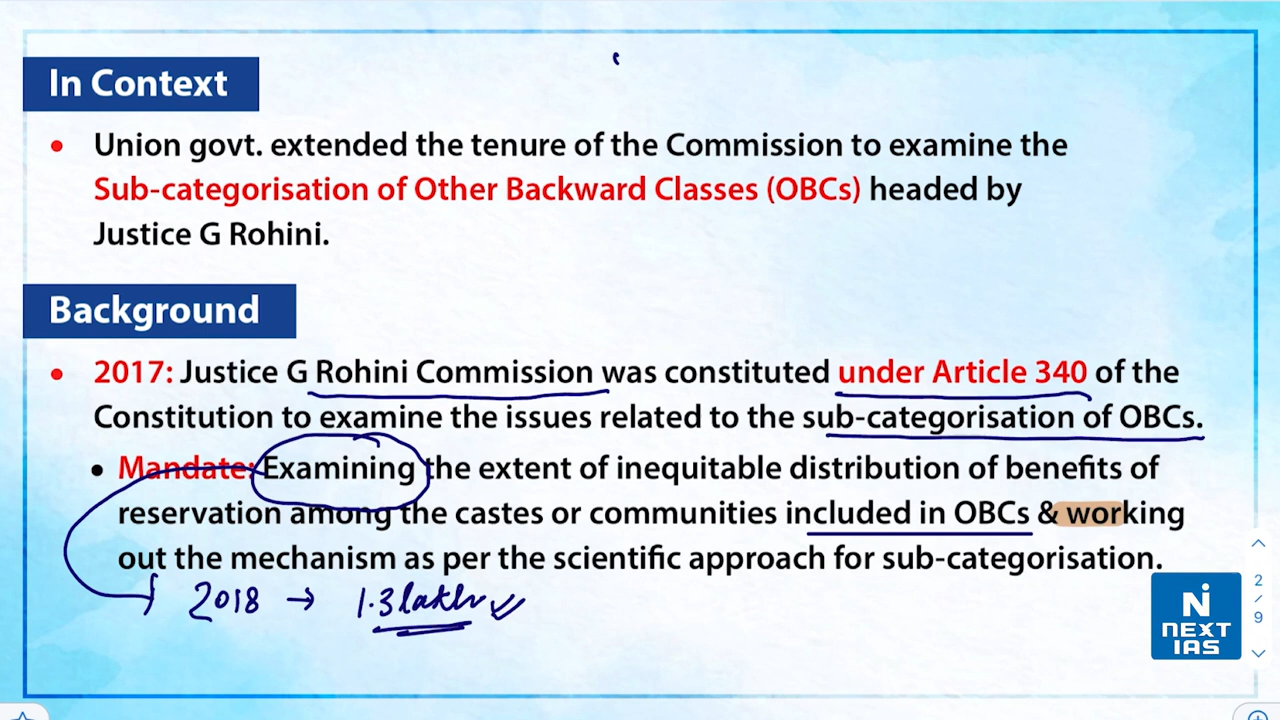 In Context
• Union govt. extended the tenure of the Commission to examine the
Sub-categorisation of Other Backward Classes (OBCs) headed by
Justice G Rohini.
Background
• 2017: Justice G Rohini Commission was constituted under Article 340 of the
Constitution to examine the issues related to the sub-categorisation of OBCs.
• Mandate: Examining the extent of inequitable distribution of benefits of
reservation among the castes or communities included in OBCs & working
out the mechanism as per the scientific approach for sub-categorisation.
2018 → 1.3 lakh
2
/
9
N
NEXT
IAS